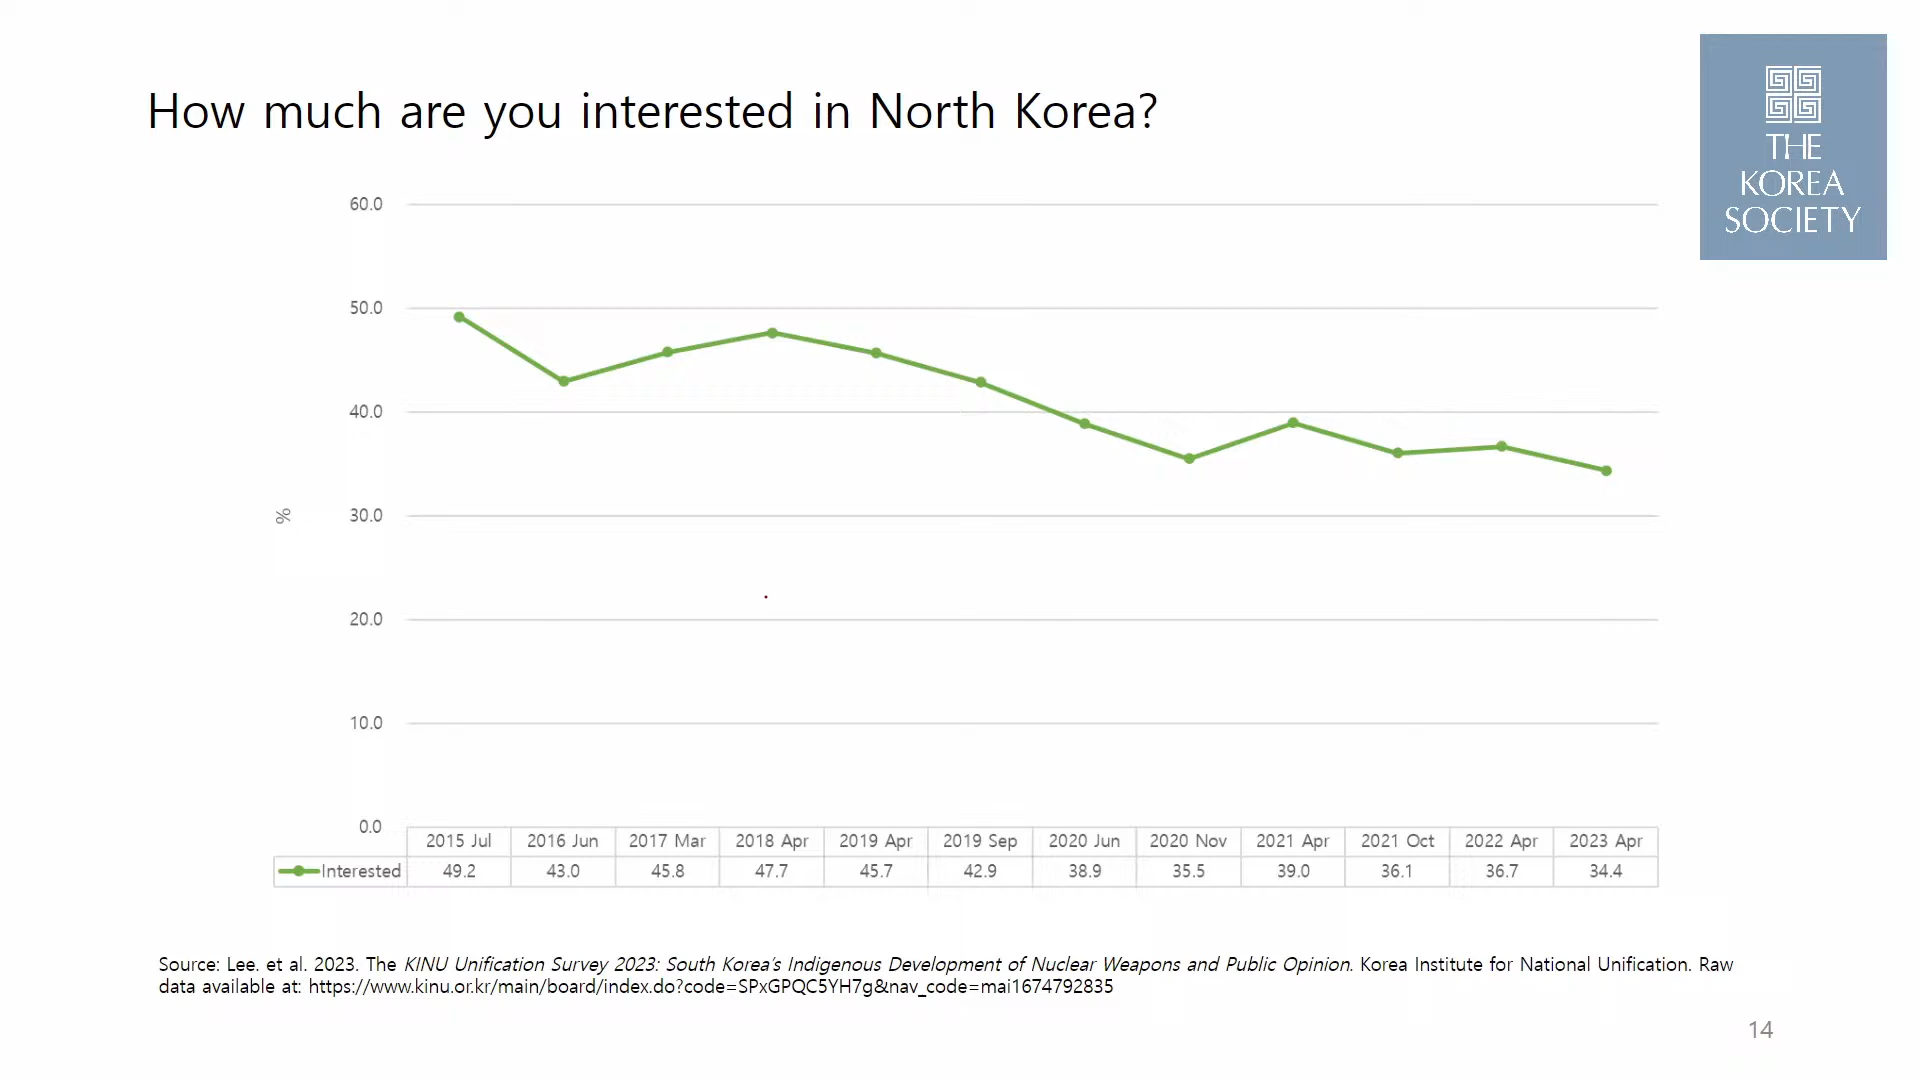 How much are you interested in North Korea?
THE
KOREA
SOCIETY
60.0
50.0
40.0
30.0
20.0
10.0
0.0
%
2015 Jul 2016 Jun 2017 Mar 2018 Apr 2019 Apr 2019 Sep 2020 Jun 2020 Nov 2021 Apr 2021 Oct 2022 Apr 2023 Apr
Interested 49.2 43.0 45.8 47.7 45.7 42.9 38.9 35.5 39.0 36.1 36.7 34.4
Source: Lee. et al. 2023. The KINU Unification Survey 2023: South Korea's Indigenous Development of Nuclear Weapons and Public Opinion. Korea Institute for National Unification. Raw
data available at: https://www.kinu.or.kr/main/board/index.do?code=SPxGPQC5YH7g&nav_code=mai1674792835
14